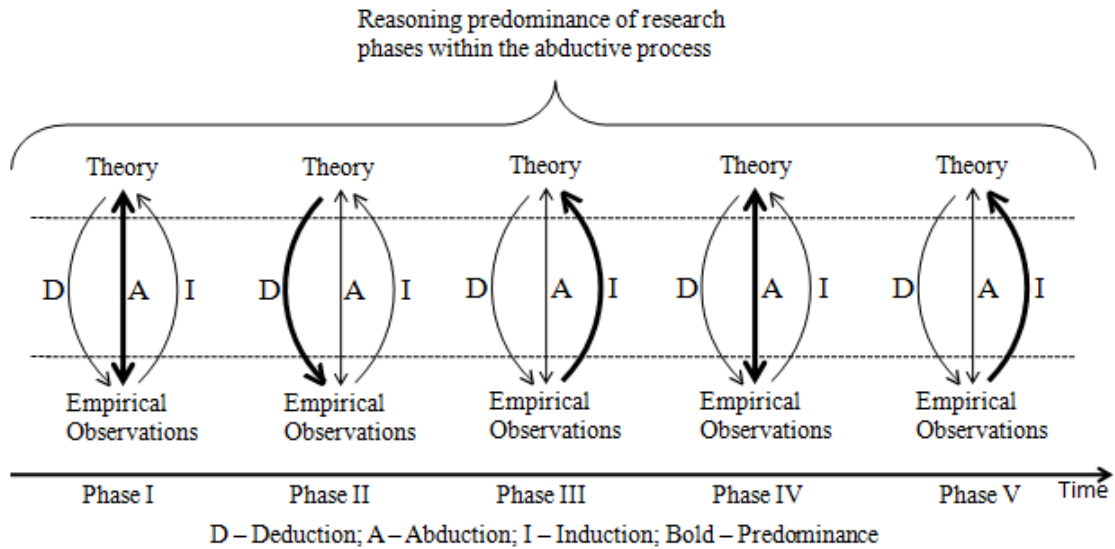 Reasoning predominance of research
phases within the abductive process
Theory Theory Theory Theory Theory
D A I D A I D A I D A I D A I
Empirical Empirical Empirical Empirical Empirical
Observations Observations Observations Observations Observations
Phase I Phase II Phase III Phase IV Phase V Time
D – Deduction; A – Abduction; I – Induction; Bold – Predominance